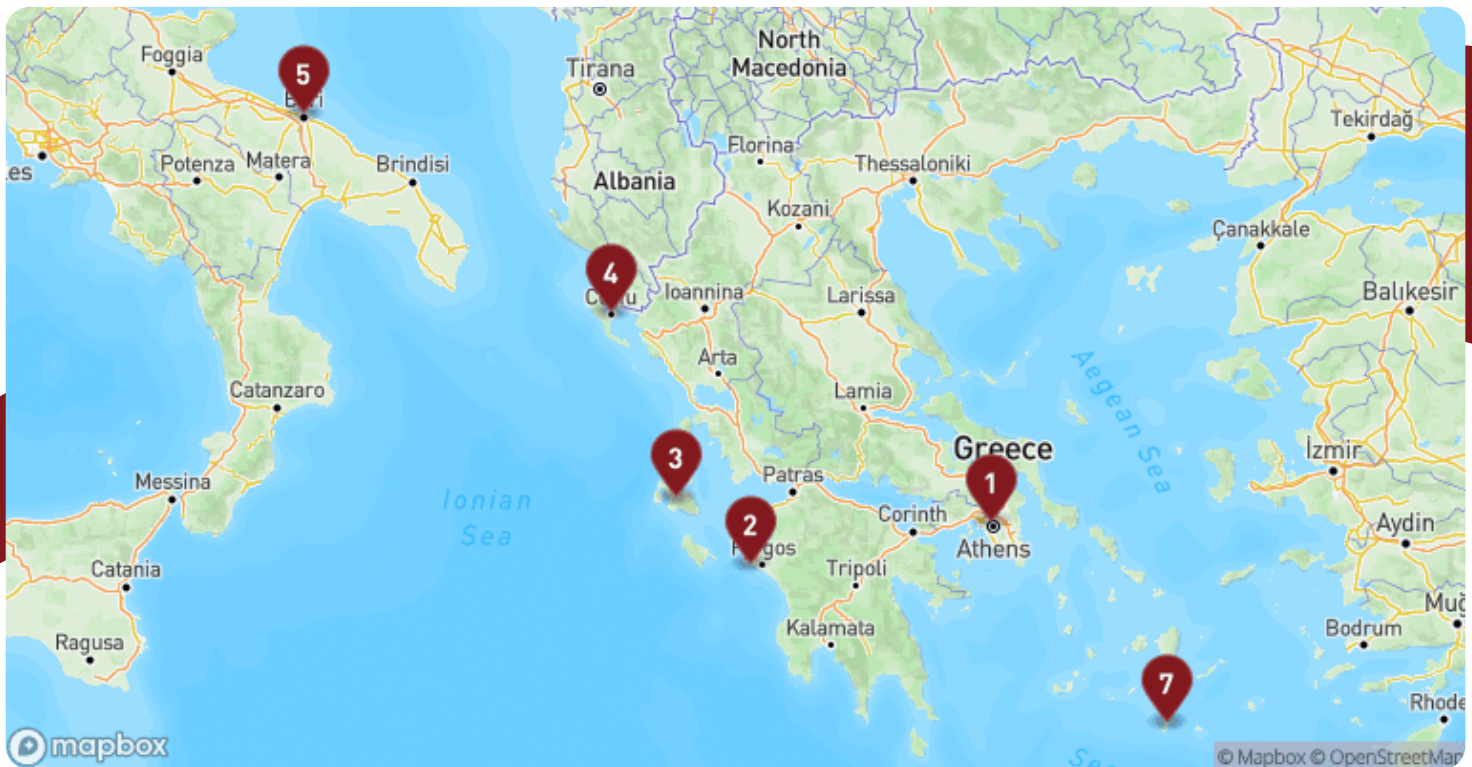 Foggia
5
Tirana
North
Macedonia
Tekirdağ
les
Potenza
Matera
Brindisi
Florina
Thessaloniki
Albania
Kozani
Çanakkale
4
Ioannina
Larissa
Balıkesir
Arta
Aegean Sea
Catanzaro
Lamia
Greece
İzmir
3
Patras
1
Messina
Ionian
Sea
2
Corinth
Aydin
Athens
Catania
Tripoli
Muğ
Kalamata
Bodrum
Ragusa
7
Rhode
mapbox
© Mapbox © OpenStreetMap